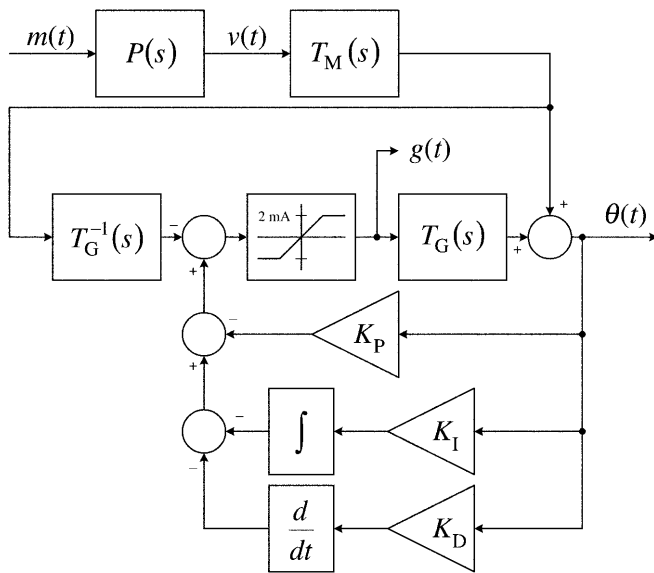 m(t) P(s) v(t) T_M(s)
g(t)
T_G^{-1}(s) − 2 mA T_G(s) + + θ(t)
+ − K_P
+ − ∫ K_I
− d/dt K_D